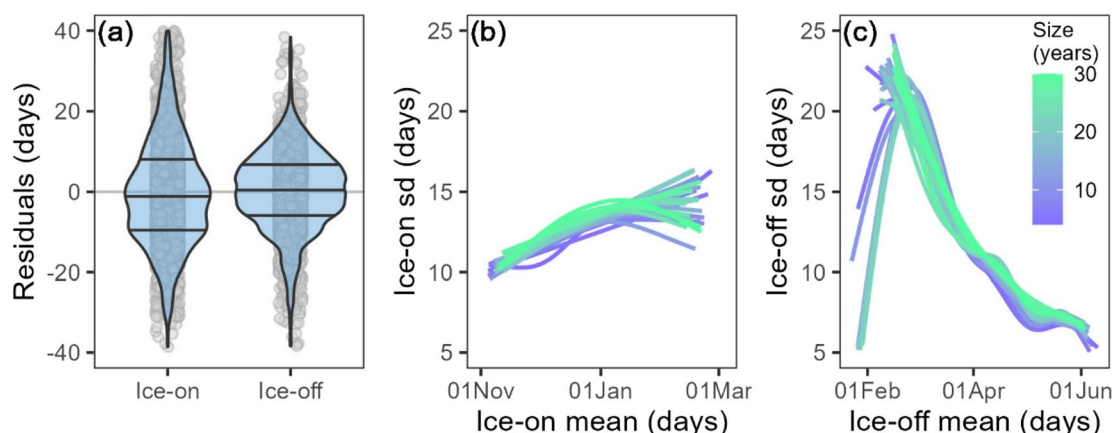 (a)
Residuals (days)
40
20
0
-20
-40
Ice-on
Ice-off
(b)
Ice-on sd (days)
25
20
15
10
5
01Nov
01Jan
01Mar
Ice-on mean (days)
(c)
Ice-off sd (days)
25
20
15
10
5
01Feb
01Apr
01Jun
Ice-off mean (days)
Size
(years)
30
20
10